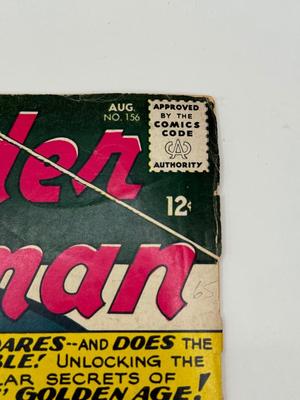 AUG.
NO. 156
APPROVED
BY THE
COMICS
CODE
CA
AUTHORITY
der
12¢
man
65
DARES--AND DOES THE
BLE! UNLOCKING THE
LAR SECRETS OF
GOLDEN AGE!